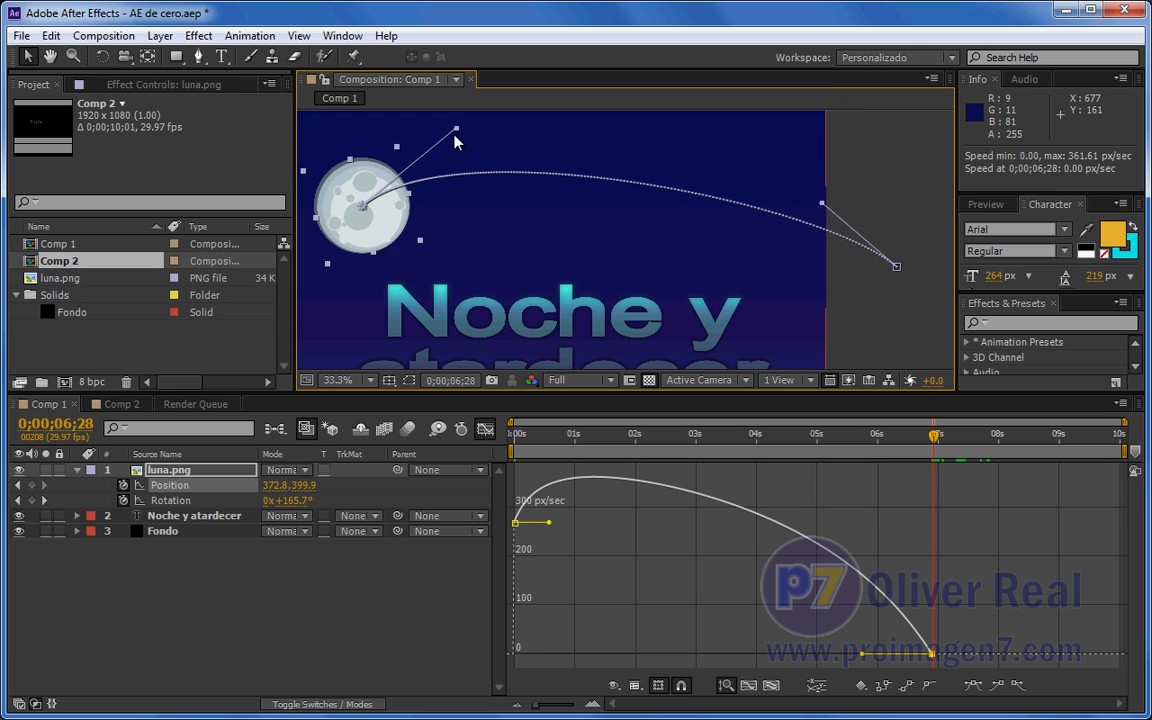 Adobe After Effects - AE de cero.aep *
File Edit Composition Layer Effect Animation View Window Help
Workspace: Personalizado Search Help
Project Effect Controls: luna.png
Comp 2
1920 x 1080 (1.00)
Δ 0;00;10;01, 29.97 fps
Name Type Size
Comp 1 Composi...
Comp 2 Composi...
luna.png PNG file 34 K
Solids Folder
Fondo Solid
8 bpc
Composition: Comp 1
Comp 1
Noche y
atardecer
33.3% 0;00;06;28 Full Active Camera 1 View +0.0
Info Audio
R : 9 X : 677
G : 11 Y : 161
B : 81
A : 255
Speed min: 0.00, max: 361.61 px/sec
Speed at 0;00;06;28: 0.00 px/sec
Preview Character
Arial
Regular
264 px 219 px
Effects & Presets
* Animation Presets
3D Channel
Audio
Comp 1 Comp 2 Render Queue
0;00;06;28
00208 (29.97 fps)
# Source Name Mode T TrkMat Parent
1 luna.png Norma None
Position 372.8,399.9
Rotation 0x+165.7°
2 Noche y atardecer Norma None None
3 Fondo Norma None None
Toggle Switches / Modes
0:00s 01s 02s 03s 04s 05s 06s 07s 08s 09s 10s
300 px/sec
200
100
0
p7 Oliver Real
www.proimagen7.com